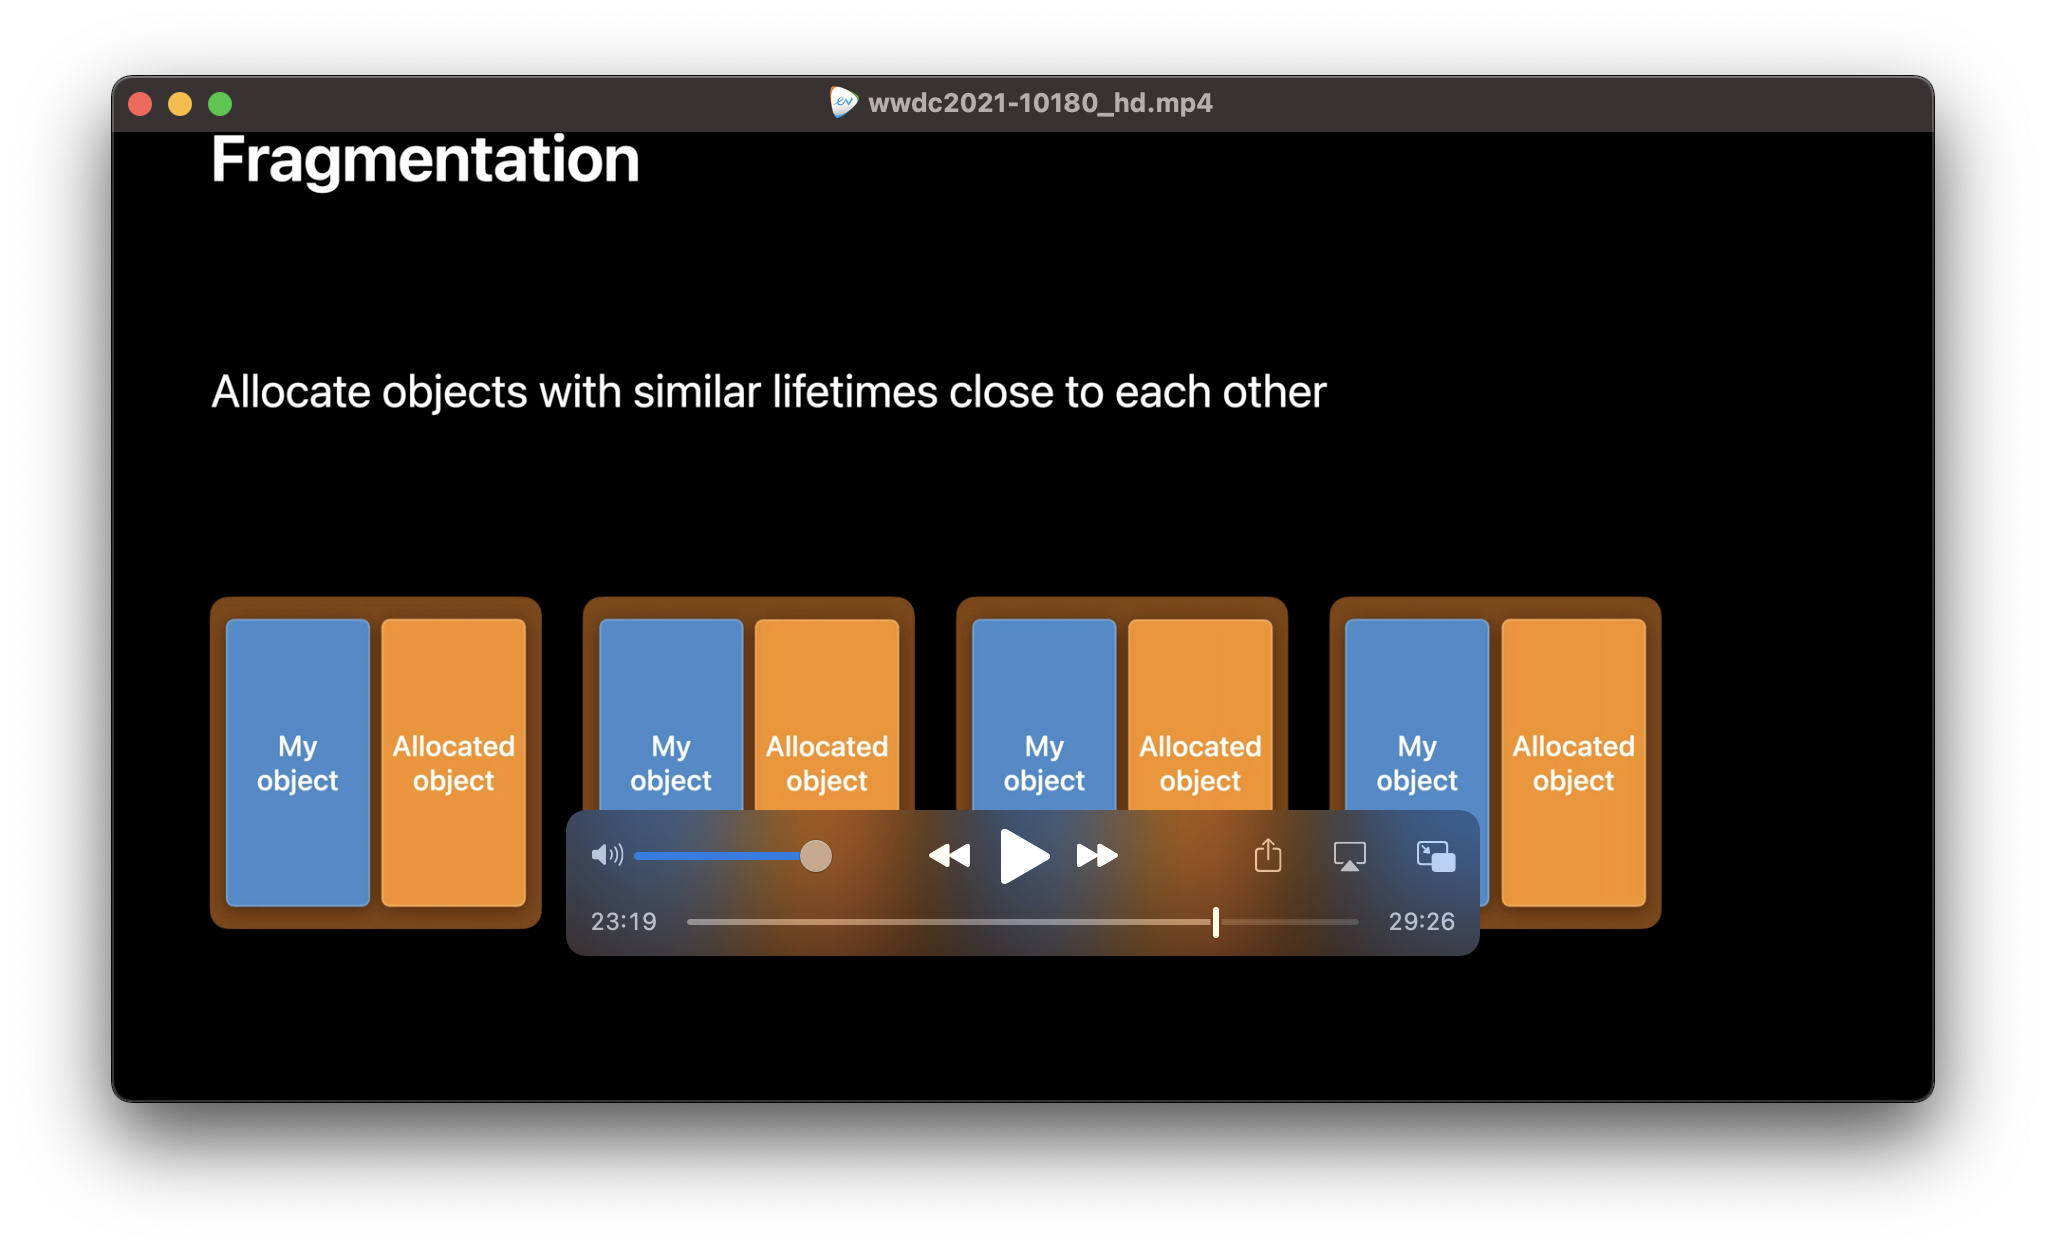 wwdc2021-10180_hd.mp4
Fragmentation
Allocate objects with similar lifetimes close to each other
My
object
Allocated
object
My
object
Allocated
object
My
object
Allocated
object
My
object
Allocated
object
23:19
29:26